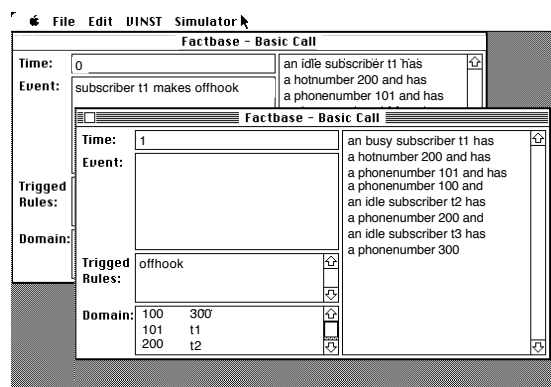 File Edit VINST Simulator
Factbase - Basic Call
Time:
0
Event:
subscriber t1 makes offhook
an idle subscriber t1 has
a hotnumber 200 and has
a phonenumber 101 and has
Trigged
Rules:
Domain:
Factbase - Basic Call
Time:
1
Event:
Trigged
Rules:
offhook
Domain:
100 300
101 t1
200 t2
an busy subscriber t1 has
a hotnumber 200 and has
a phonenumber 101 and has
a phonenumber 100 and
an idle subscriber t2 has
a phonenumber 200 and
an idle subscriber t3 has
a phonenumber 300